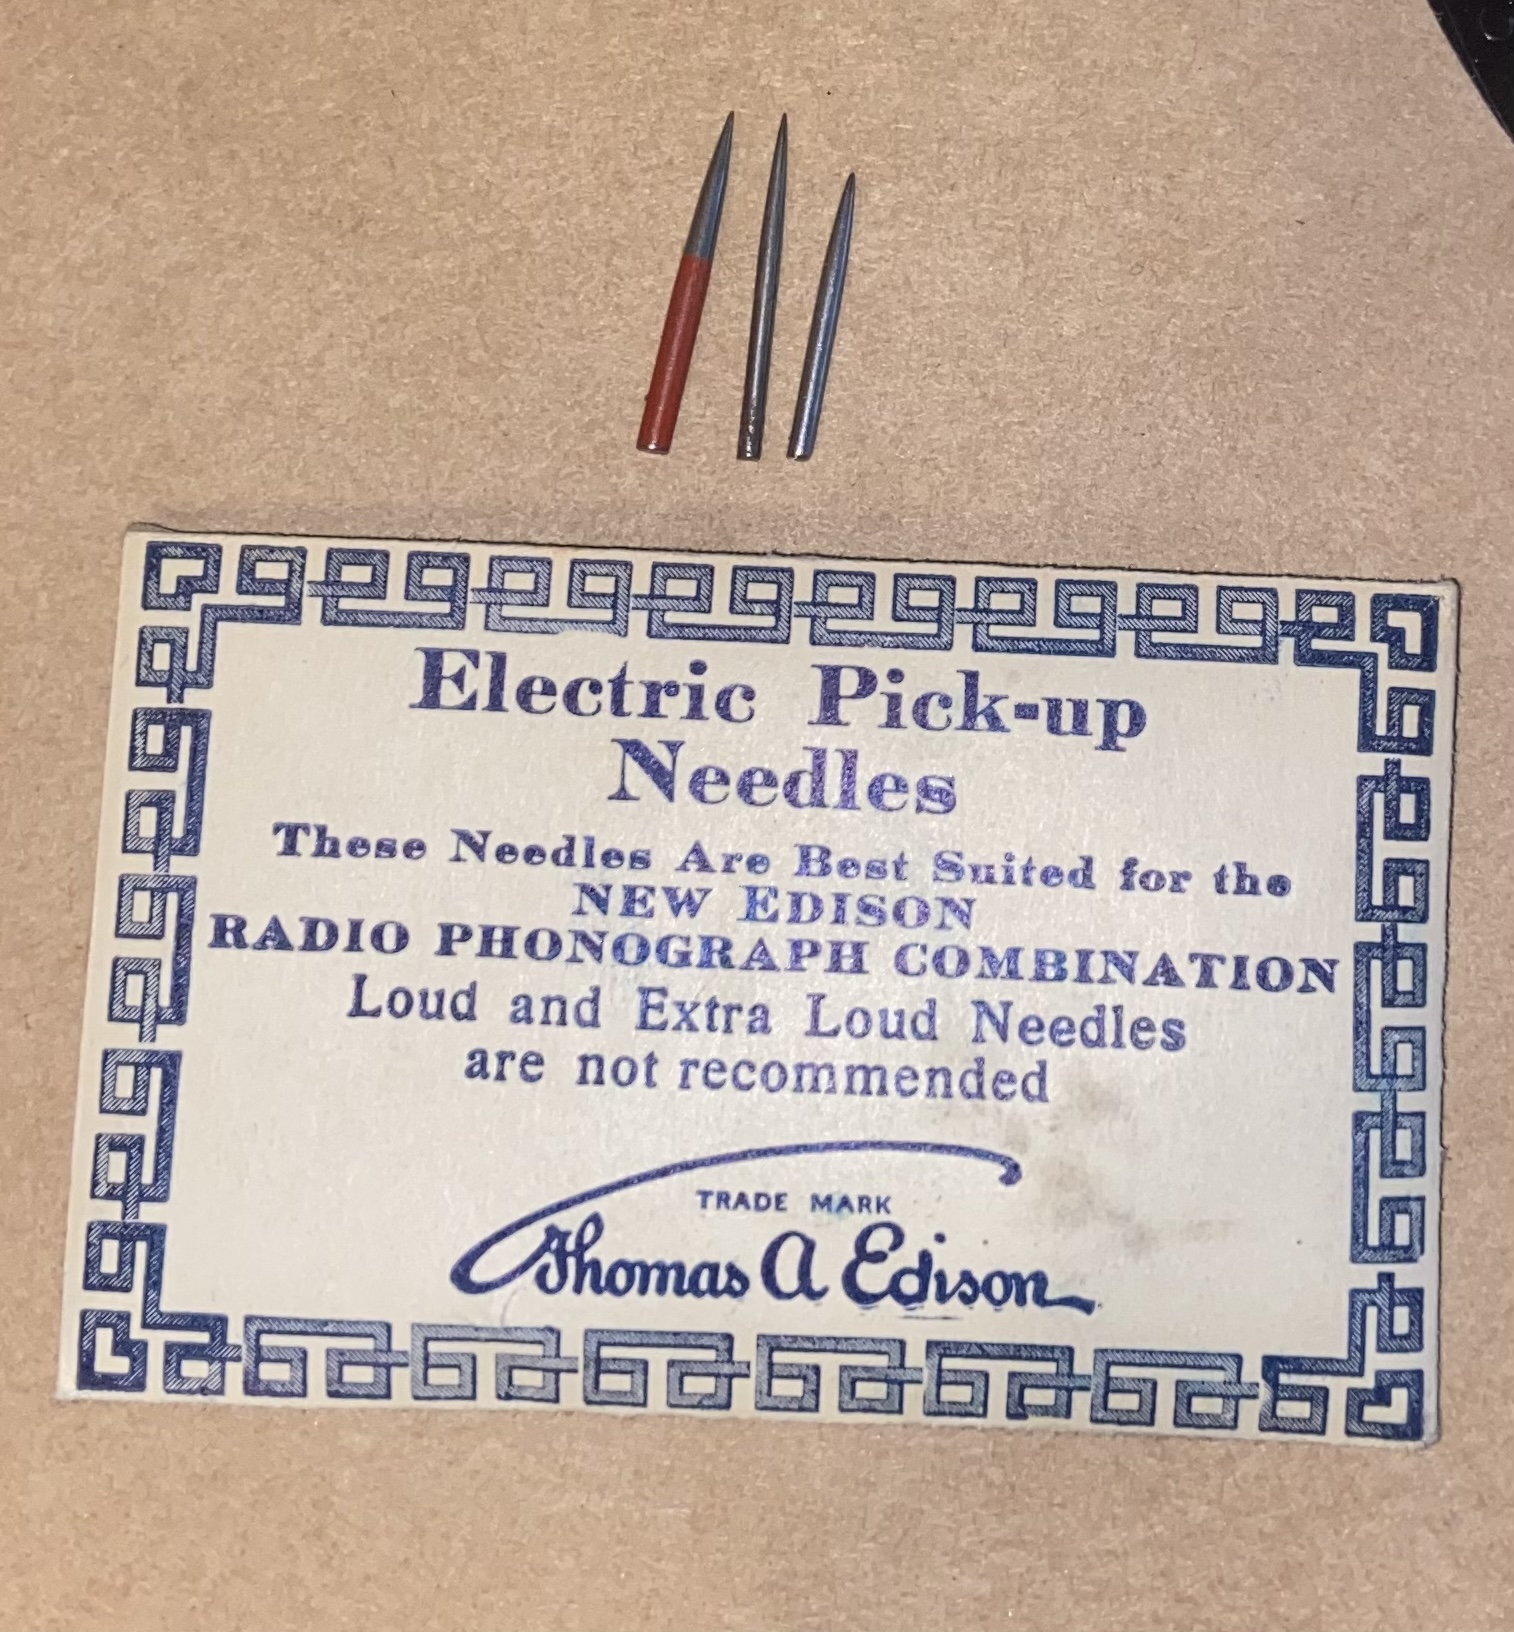 Electric Pick-up
Needles
These Needles Are Best Suited for the
NEW EDISON
RADIO PHONOGRAPH COMBINATION
Loud and Extra Loud Needles
are not recommended
TRADE MARK
Thomas A Edison